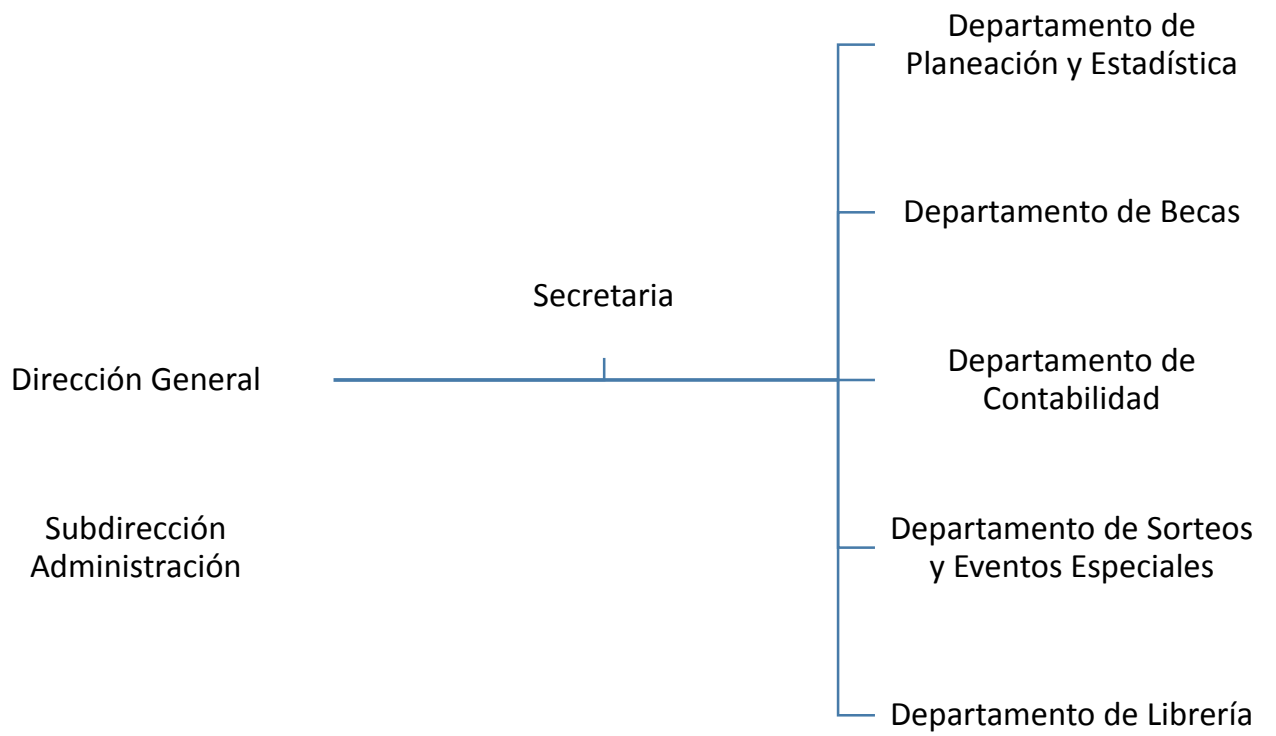 Dirección General
Subdirección
Administración
Secretaria
Departamento de
Planeación y Estadística
Departamento de Becas
Departamento de
Contabilidad
Departamento de Sorteos
y Eventos Especiales
Departamento de Librería